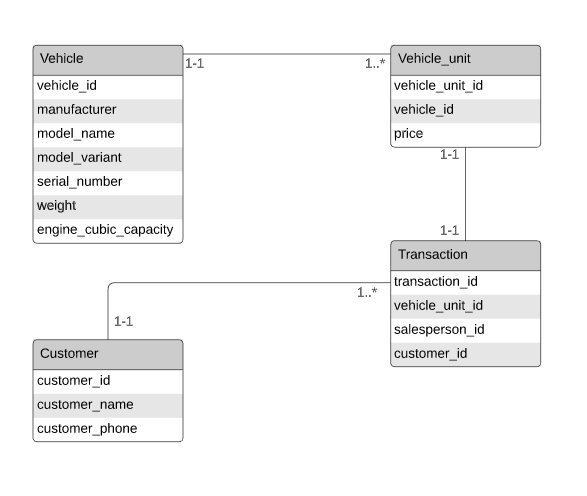 Vehicle
vehicle_id
manufacturer
model_name
model_variant
serial_number
weight
engine_cubic_capacity
1-1
1..*
Vehicle_unit
vehicle_unit_id
vehicle_id
price
1-1
1-1
Transaction
transaction_id
vehicle_unit_id
salesperson_id
customer_id
1..*
1-1
Customer
customer_id
customer_name
customer_phone